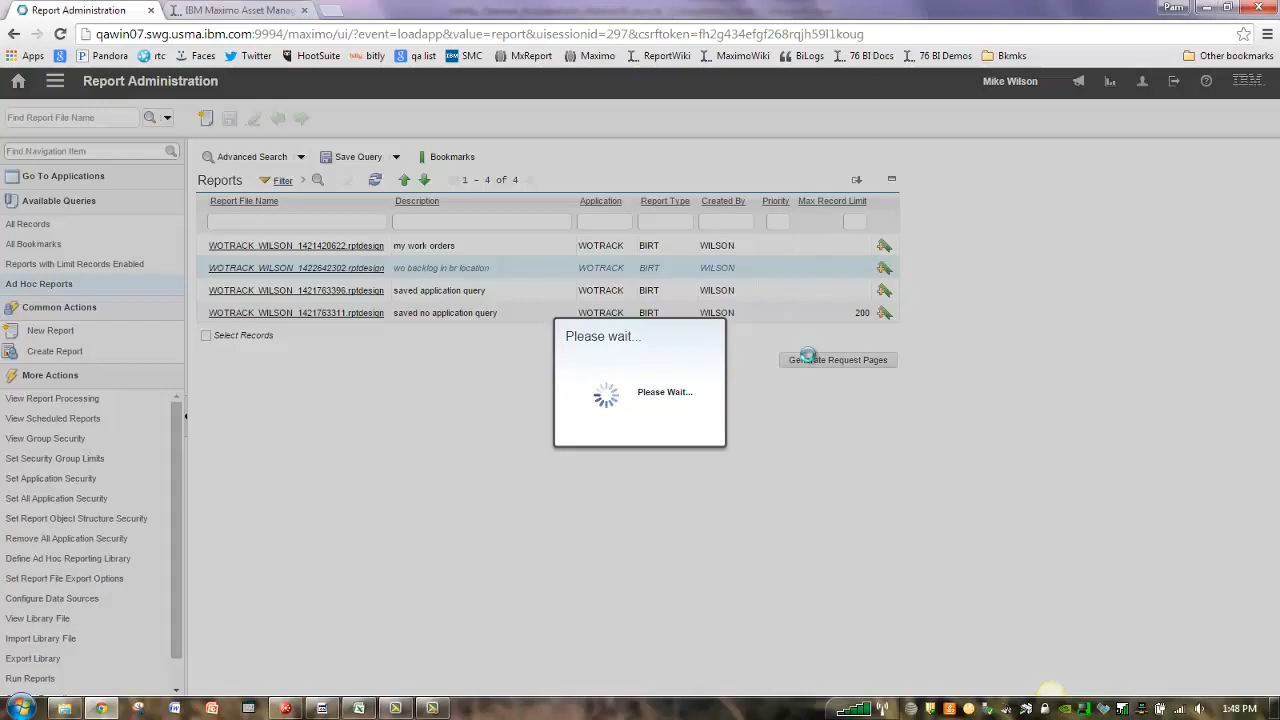 Report Administration
IBM Maximo Asset Manag
Pam
qawin07.swg.usma.ibm.com:9994/maximo/ui/?event=loadapp&value=report&uisessionid=297&csrftoken=fh2g434efgf268rqjh59l1koug
Apps
Pandora
rtc
Faces
Twitter
HootSuite
bitly
qa list
SMC
MxReport
Maximo
ReportWiki
MaximoWiki
BiLogs
76 BI Docs
76 BI Demos
Bkmks
Other bookmarks
Report Administration
Mike Wilson
IBM
Find Report File Name
Find Navigation Item
Go To Applications
Available Queries
All Records
All Bookmarks
Reports with Limit Records Enabled
Ad Hoc Reports
Common Actions
New Report
Create Report
More Actions
View Report Processing
View Scheduled Reports
View Group Security
Set Security Group Limits
Set Application Security
Set All Application Security
Set Report Object Structure Security
Remove All Application Security
Define Ad Hoc Reporting Library
Set Report File Export Options
Configure Data Sources
View Library File
Import Library File
Export Library
Run Reports
Advanced Search
Save Query
Bookmarks
Reports
Filter
1 - 4 of 4
Report File Name Description Application Report Type Created By Priority Max Record Limit
WOTRACK_WILSON_1421420622.rptdesign my work orders WOTRACK BIRT WILSON
WOTRACK_WILSON_1422642302.rptdesign wo backlog in br location WOTRACK BIRT WILSON
WOTRACK_WILSON_1421763396.rptdesign saved application query WOTRACK BIRT WILSON
WOTRACK_WILSON_1421763311.rptdesign saved no application query WOTRACK BIRT WILSON 200
Select Records
Generate Request Pages
Please wait...
Please Wait...
1:48 PM